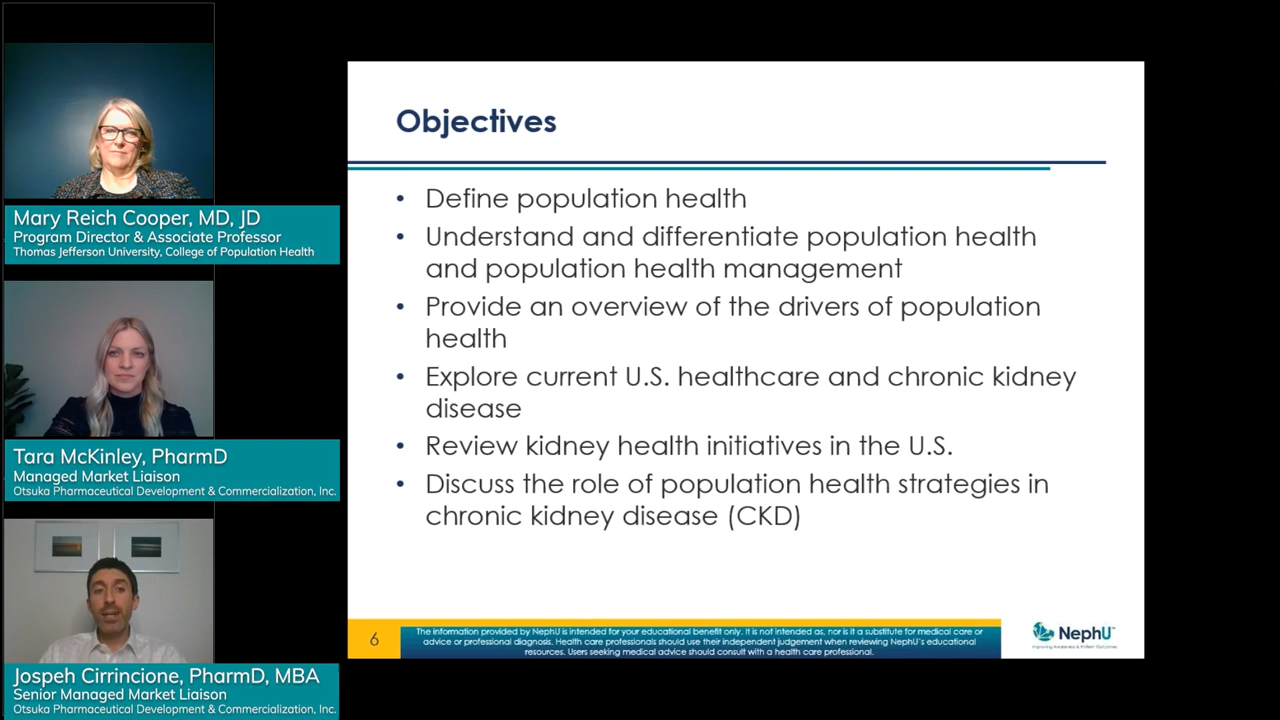 Mary Reich Cooper, MD, JD
Program Director & Associate Professor
Thomas Jefferson University, College of Population Health
Tara McKinley, PharmD
Managed Market Liaison
Otsuka Pharmaceutical Development & Commercialization, Inc.
Jospeh Cirrincione, PharmD, MBA
Senior Managed Market Liaison
Otsuka Pharmaceutical Development & Commercialization, Inc.
Objectives
• Define population health
• Understand and differentiate population health
and population health management
• Provide an overview of the drivers of population
health
• Explore current U.S. healthcare and chronic kidney
disease
• Review kidney health initiatives in the U.S.
• Discuss the role of population health strategies in
chronic kidney disease (CKD)
6
The information provided by NephU is intended for your educational benefit only. It is not intended as, nor is it a substitute for medical care or
advice or professional diagnosis. Health care professionals should use their independent judgement when reviewing NephU's educational
resources. Users seeking medical advice should consult with a health care professional.
NephU™
Improving Awareness & Patient Outcomes